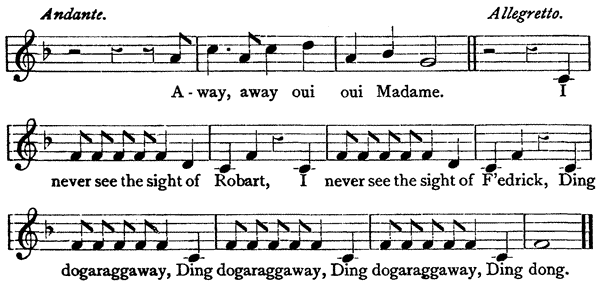 Andante. Allegretto.
A - way, away oui oui Madame. I
never see the sight of Robart, I never see the sight of F'edrick, Ding
dogaraggaway, Ding dogaraggaway, Ding dogaraggaway, Ding dong.